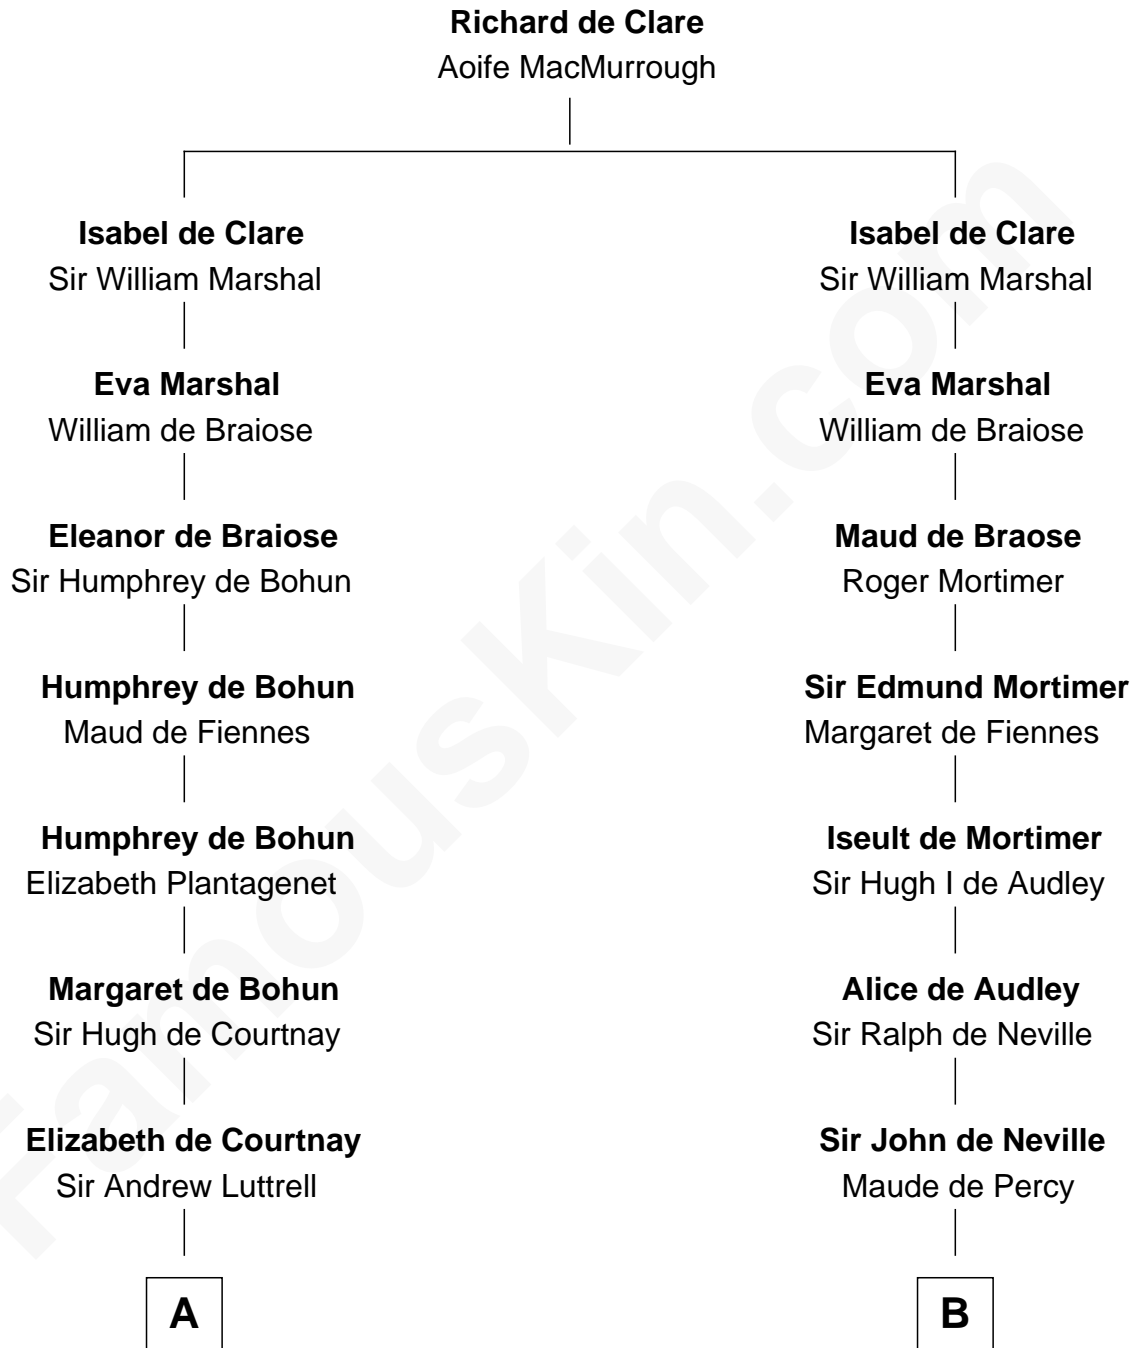 Richard de Clare
Aoife MacMurrough
Isabel de Clare
Sir William Marshal
Eva Marshal
William de Braiose
Eleanor de Braiose
Sir Humphrey de Bohun
Humphrey de Bohun
Maud de Fiennes
Humphrey de Bohun
Elizabeth Plantagenet
Margaret de Bohun
Sir Hugh de Courtnay
Elizabeth de Courtnay
Sir Andrew Luttrell
A
Isabel de Clare
Sir William Marshal
Eva Marshal
William de Braiose
Maud de Braose
Roger Mortimer
Sir Edmund Mortimer
Margaret de Fiennes
Iseult de Mortimer
Sir Hugh I de Audley
Alice de Audley
Sir Ralph de Neville
Sir John de Neville
Maude de Percy
B
FamousKin.com